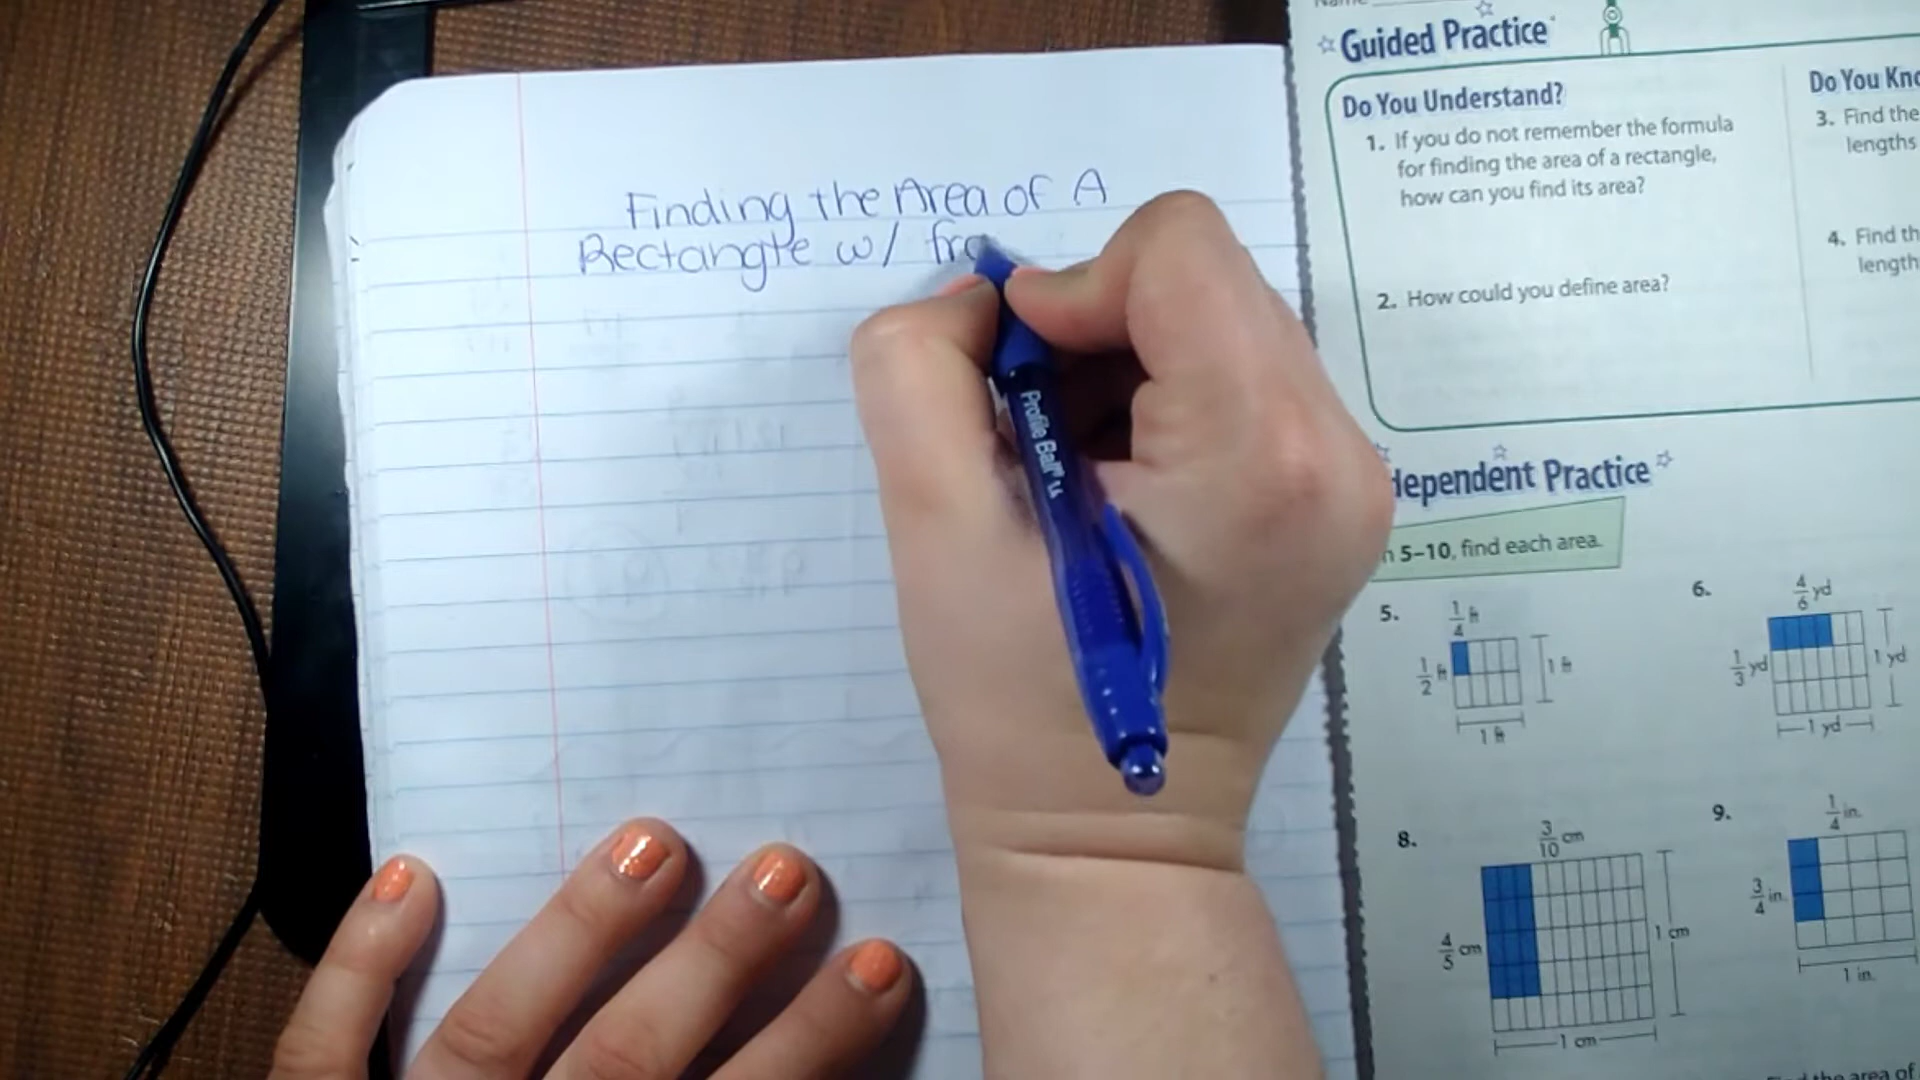 Finding the Area of A
Rectangle w/ fra
Profile Ball
Guided Practice
Do You Understand?
1. If you do not remember the formula
for finding the area of a rectangle,
how can you find its area?
2. How could you define area?
Do You Kno
3. Find the
lengths
4. Find th
length
dependent Practice
n 5–10, find each area.
5.
1/4 ft
1/2 ft
1 ft
1 ft
6.
4/6 yd
1/3 yd
1 yd
1 yd
8.
3/10 cm
4/5 cm
1 cm
1 cm
9.
1/4 in.
3/4 in.
1 in.
the area of